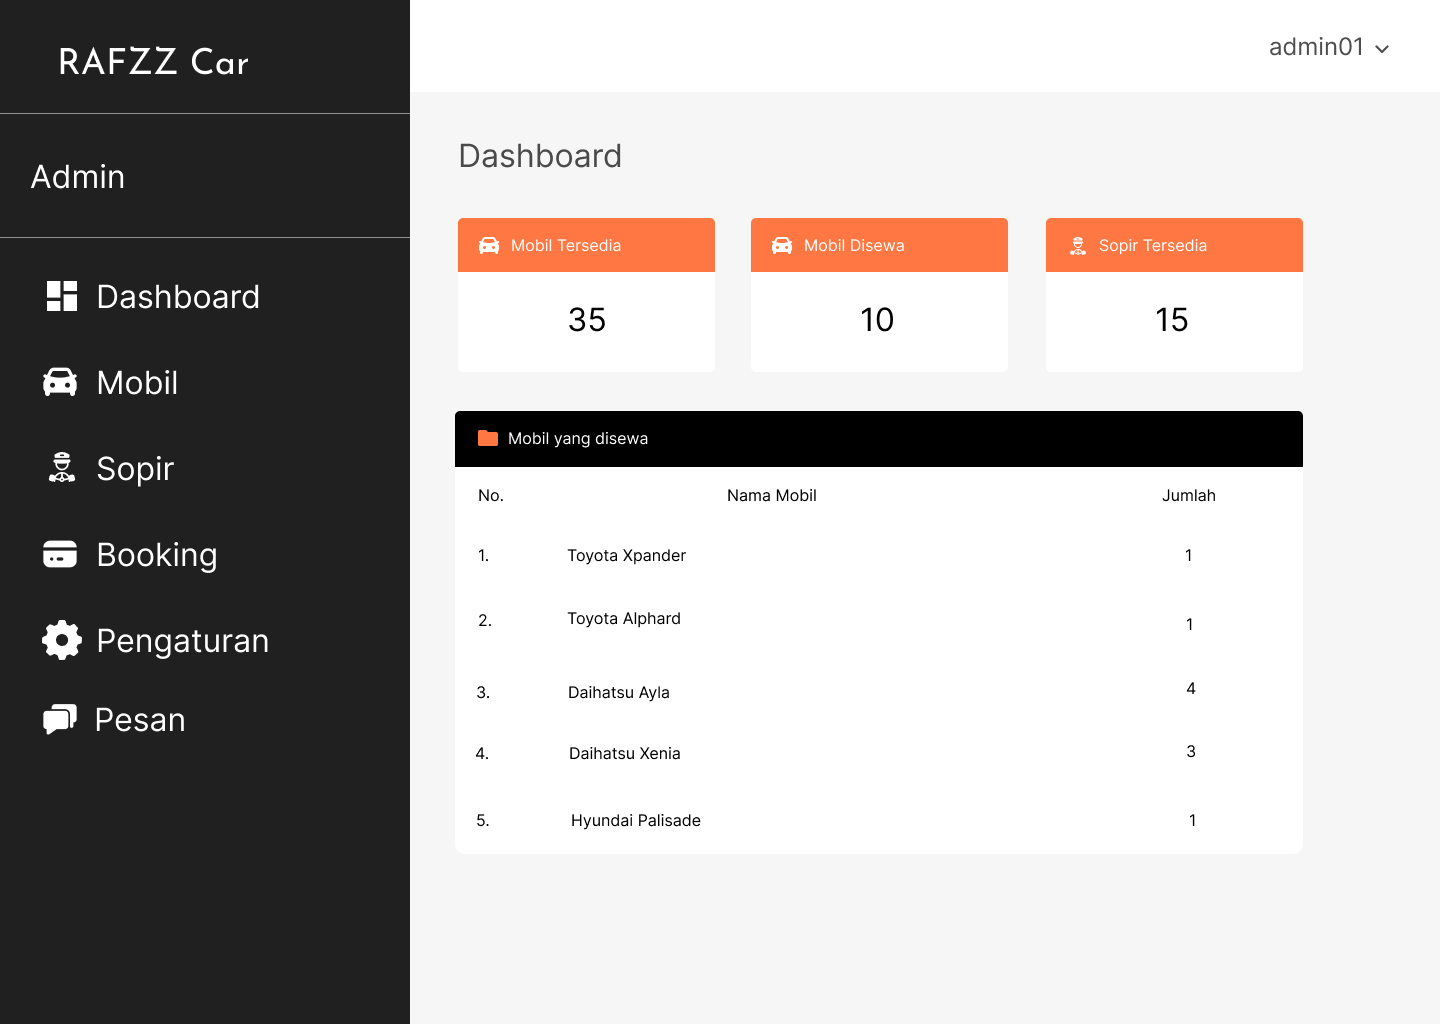 RAFZZ Car
admin01
Admin
Dashboard
Mobil
Sopir
Booking
Pengaturan
Pesan
Dashboard
Mobil Tersedia
35
Mobil Disewa
10
Sopir Tersedia
15
Mobil yang disewa
No. Nama Mobil Jumlah
1. Toyota Xpander 1
2. Toyota Alphard 1
3. Daihatsu Ayla 4
4. Daihatsu Xenia 3
5. Hyundai Palisade 1